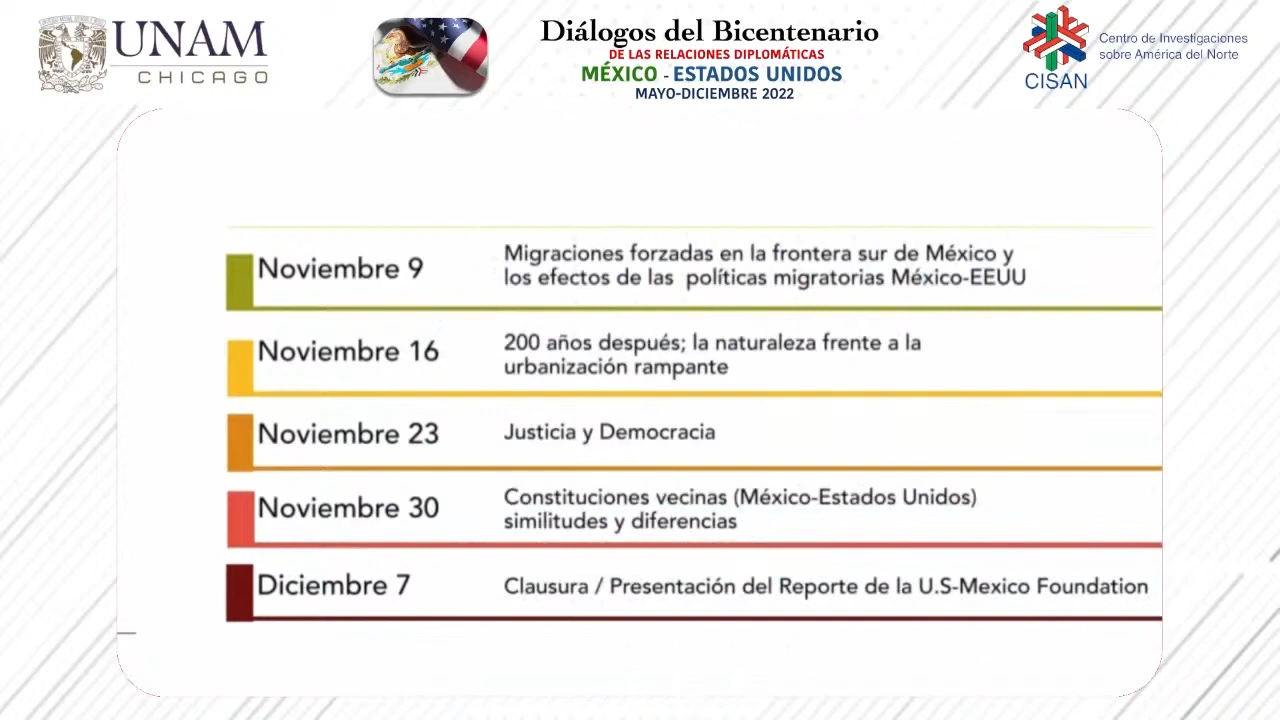 UNAM
CHICAGO
Diálogos del Bicentenario
DE LAS RELACIONES DIPLOMÁTICAS
MÉXICO - ESTADOS UNIDOS
MAYO-DICIEMBRE 2022
CISAN
Centro de Investigaciones
sobre América del Norte
Noviembre 9
Migraciones forzadas en la frontera sur de México y
los efectos de las políticas migratorias México-EEUU
Noviembre 16
200 años después; la naturaleza frente a la
urbanización rampante
Noviembre 23
Justicia y Democracia
Noviembre 30
Constituciones vecinas (México-Estados Unidos)
similitudes y diferencias
Diciembre 7
Clausura / Presentación del Reporte de la U.S-Mexico Foundation